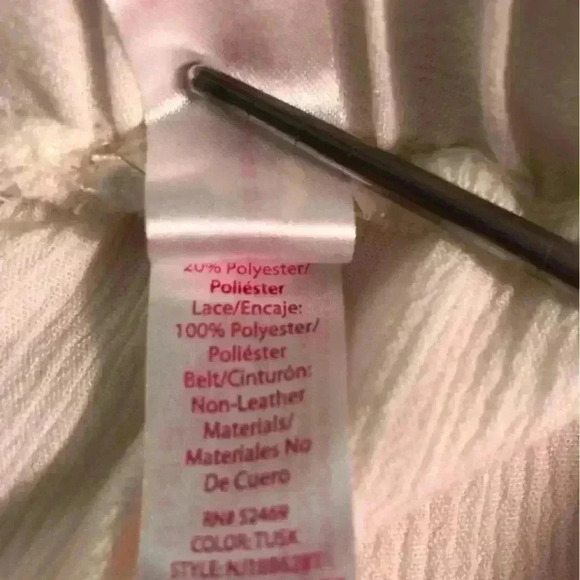 20% Polyester/
Poliéster
Lace/Encaje:
100% Polyester/
Poliéster
Belt/Cinturón:
Non-Leather
Materials/
Materiales No
De Cuero
RN# 52469
COLOR:TUSK
STYLE: